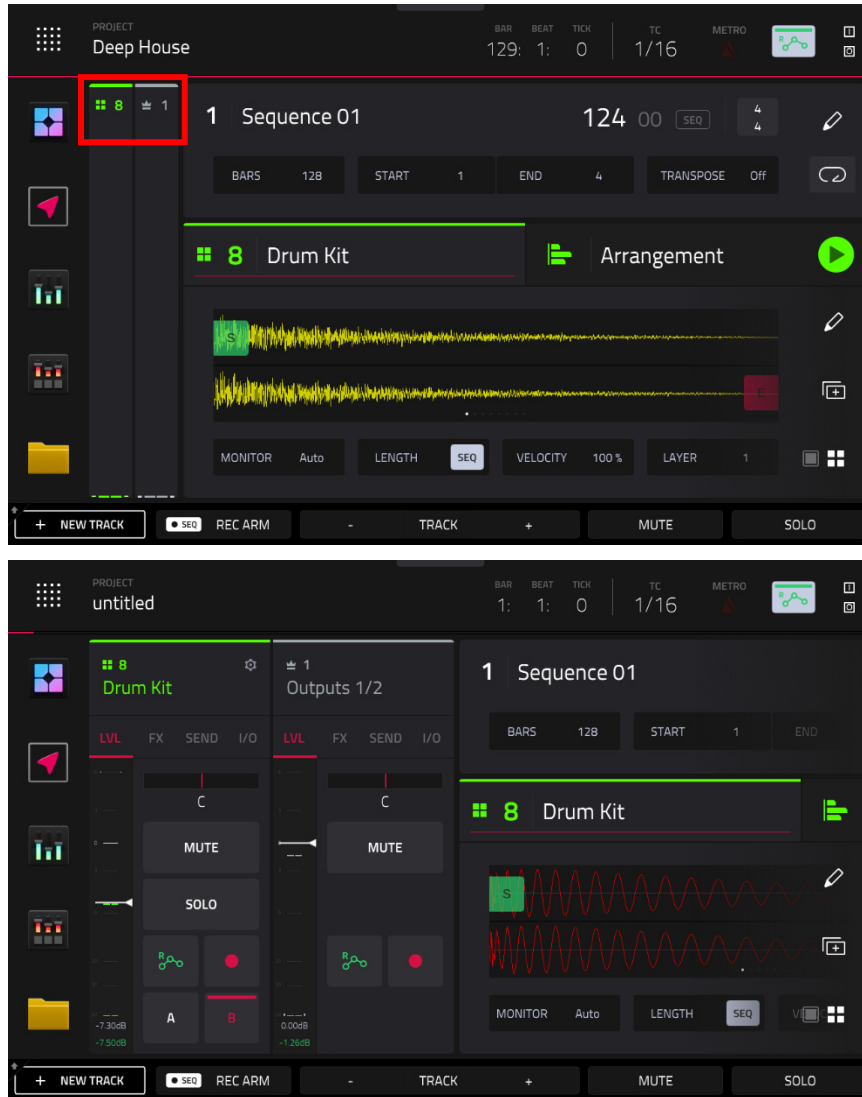 PROJECT
Deep House
BAR BEAT TICK TC METRO
129: 1: 0 1/16
R
I
O
8 1
1 Sequence 01 124 00 SEQ 4
4
BARS 128 START 1 END 4 TRANSPOSE Off
8 Drum Kit Arrangement
S
E
MONITOR Auto LENGTH SEQ VELOCITY 100 % LAYER 1
+ NEW TRACK SEQ REC ARM - TRACK + MUTE SOLO
PROJECT
untitled
BAR BEAT TICK TC METRO
1: 1: 0 1/16
R
I
O
8 1
Drum Kit Outputs 1/2 1 Sequence 01
LVL FX SEND I/O LVL FX SEND I/O BARS 128 START 1 END
C C
8 Drum Kit
MUTE MUTE
SOLO S
R R
A B MONITOR Auto LENGTH SEQ
-7.30dB 0.00dB
-7.50dB -1.26dB
+ NEW TRACK SEQ REC ARM - TRACK + MUTE SOLO